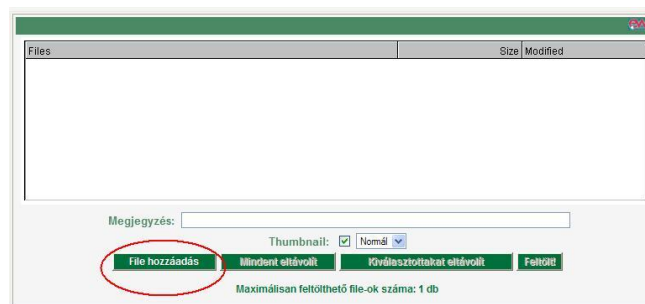 Files Size Modified
Megjegyzés:
Thumbnail: Normál
File hozzáadás Mindent eltávolít Kiválasztottakat eltávolít Feltölt!
Maximálisan feltölthető file-ok száma: 1 db